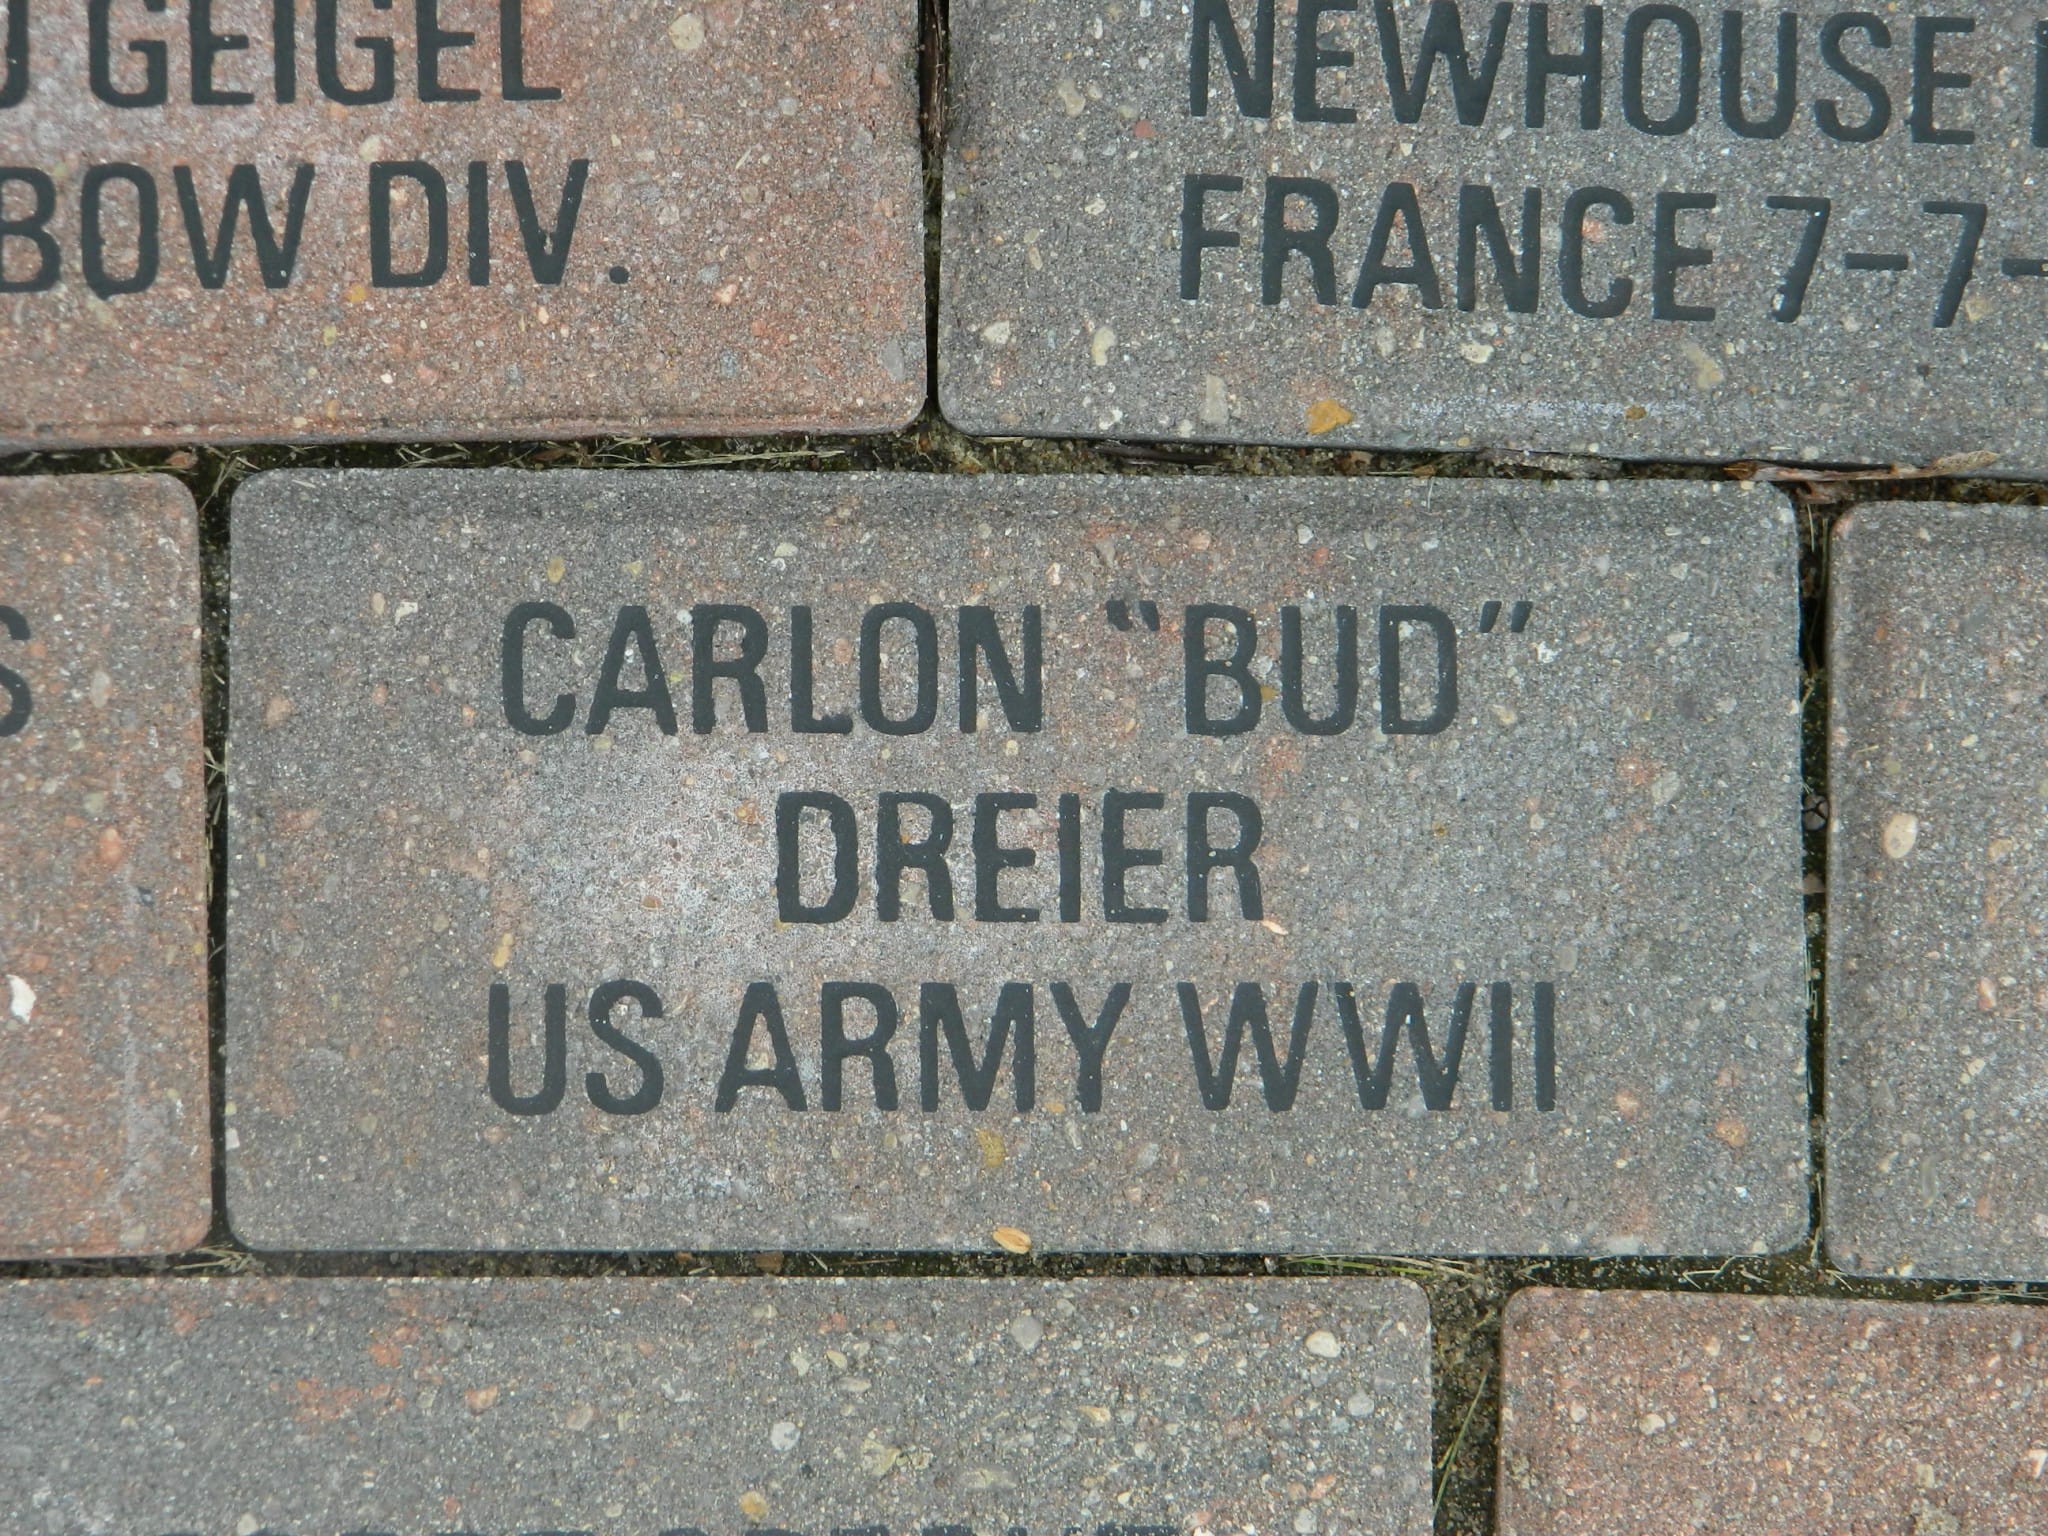 GEIGEL
NEWHOUSE
BOW DIV.
FRANCE 7-7-
CARLON “BUD”
DREIER
US ARMY WWII